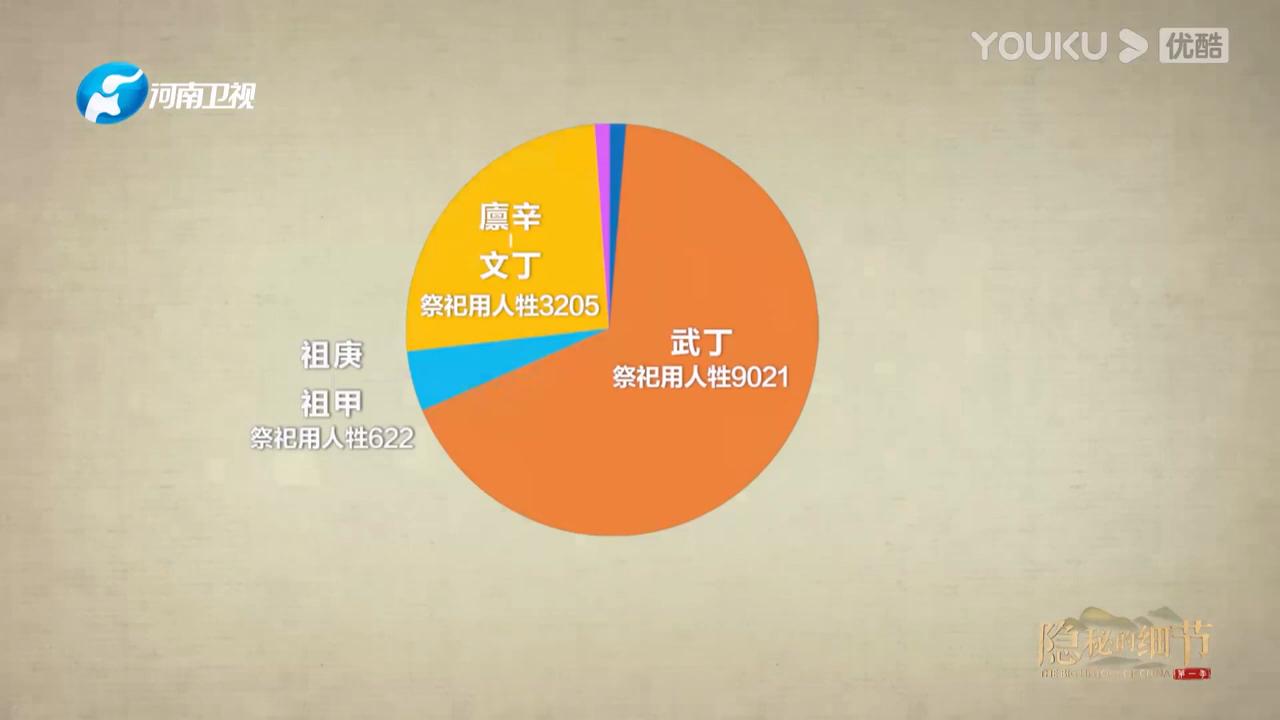 YOUKU 优酷
河南卫视
廪辛
-
文丁
祭祀用人牲3205
祖庚
祖甲
祭祀用人牲622
武丁
祭祀用人牲9021
隐秘的细节
第一季